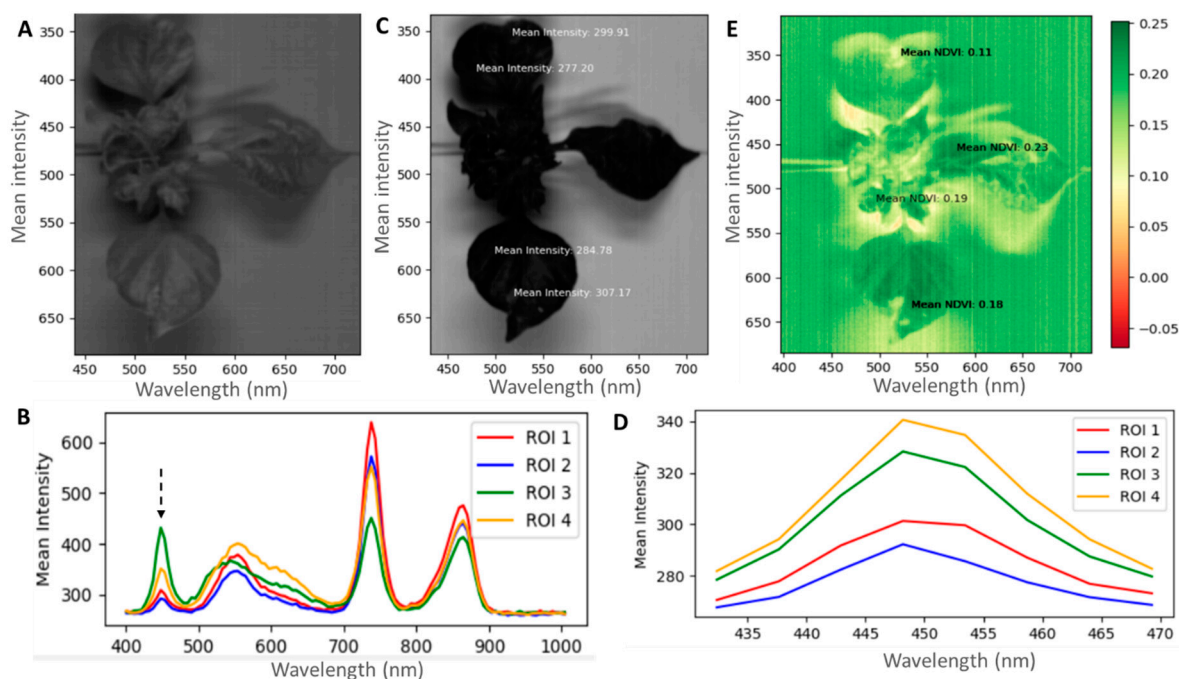 A
Mean intensity
350
400
450
500
550
600
650
450 500 550 600 650 700
Wavelength (nm)
C
Mean intensity
350
400
450
500
550
600
650
Mean Intensity: 299.91
Mean Intensity: 277.20
Mean Intensity: 284.78
Mean Intensity: 307.17
450 500 550 600 650 700
Wavelength (nm)
E
Mean intensity
350
400
450
500
550
600
650
Mean NDVI: 0.11
Mean NDVI: 0.23
Mean NDVI: 0.19
Mean NDVI: 0.18
400 450 500 550 600 650 700
Wavelength (nm)
0.25
0.20
0.15
0.10
0.05
0.00
−0.05
B
Mean Intensity
600
500
400
300
ROI 1
ROI 2
ROI 3
ROI 4
400 500 600 700 800 900 1000
Wavelength (nm)
D
Mean Intensity
340
320
300
280
ROI 1
ROI 2
ROI 3
ROI 4
435 440 445 450 455 460 465 470
Wavelength (nm)